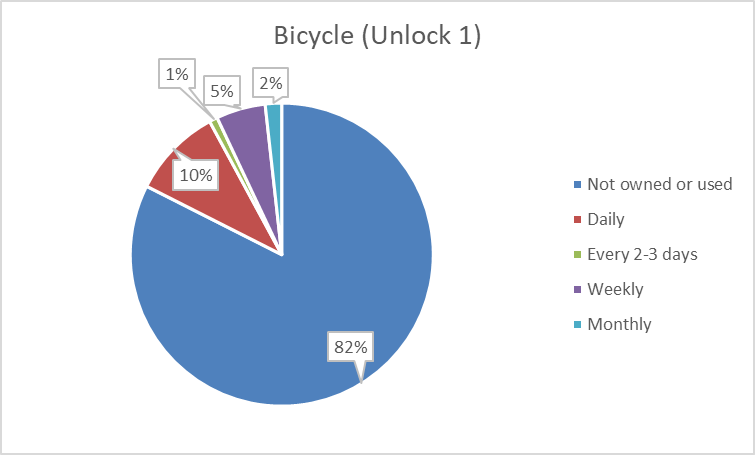 Bicycle (Unlock 1)
1%
5%
2%
10%
82%
Not owned or used
Daily
Every 2-3 days
Weekly
Monthly